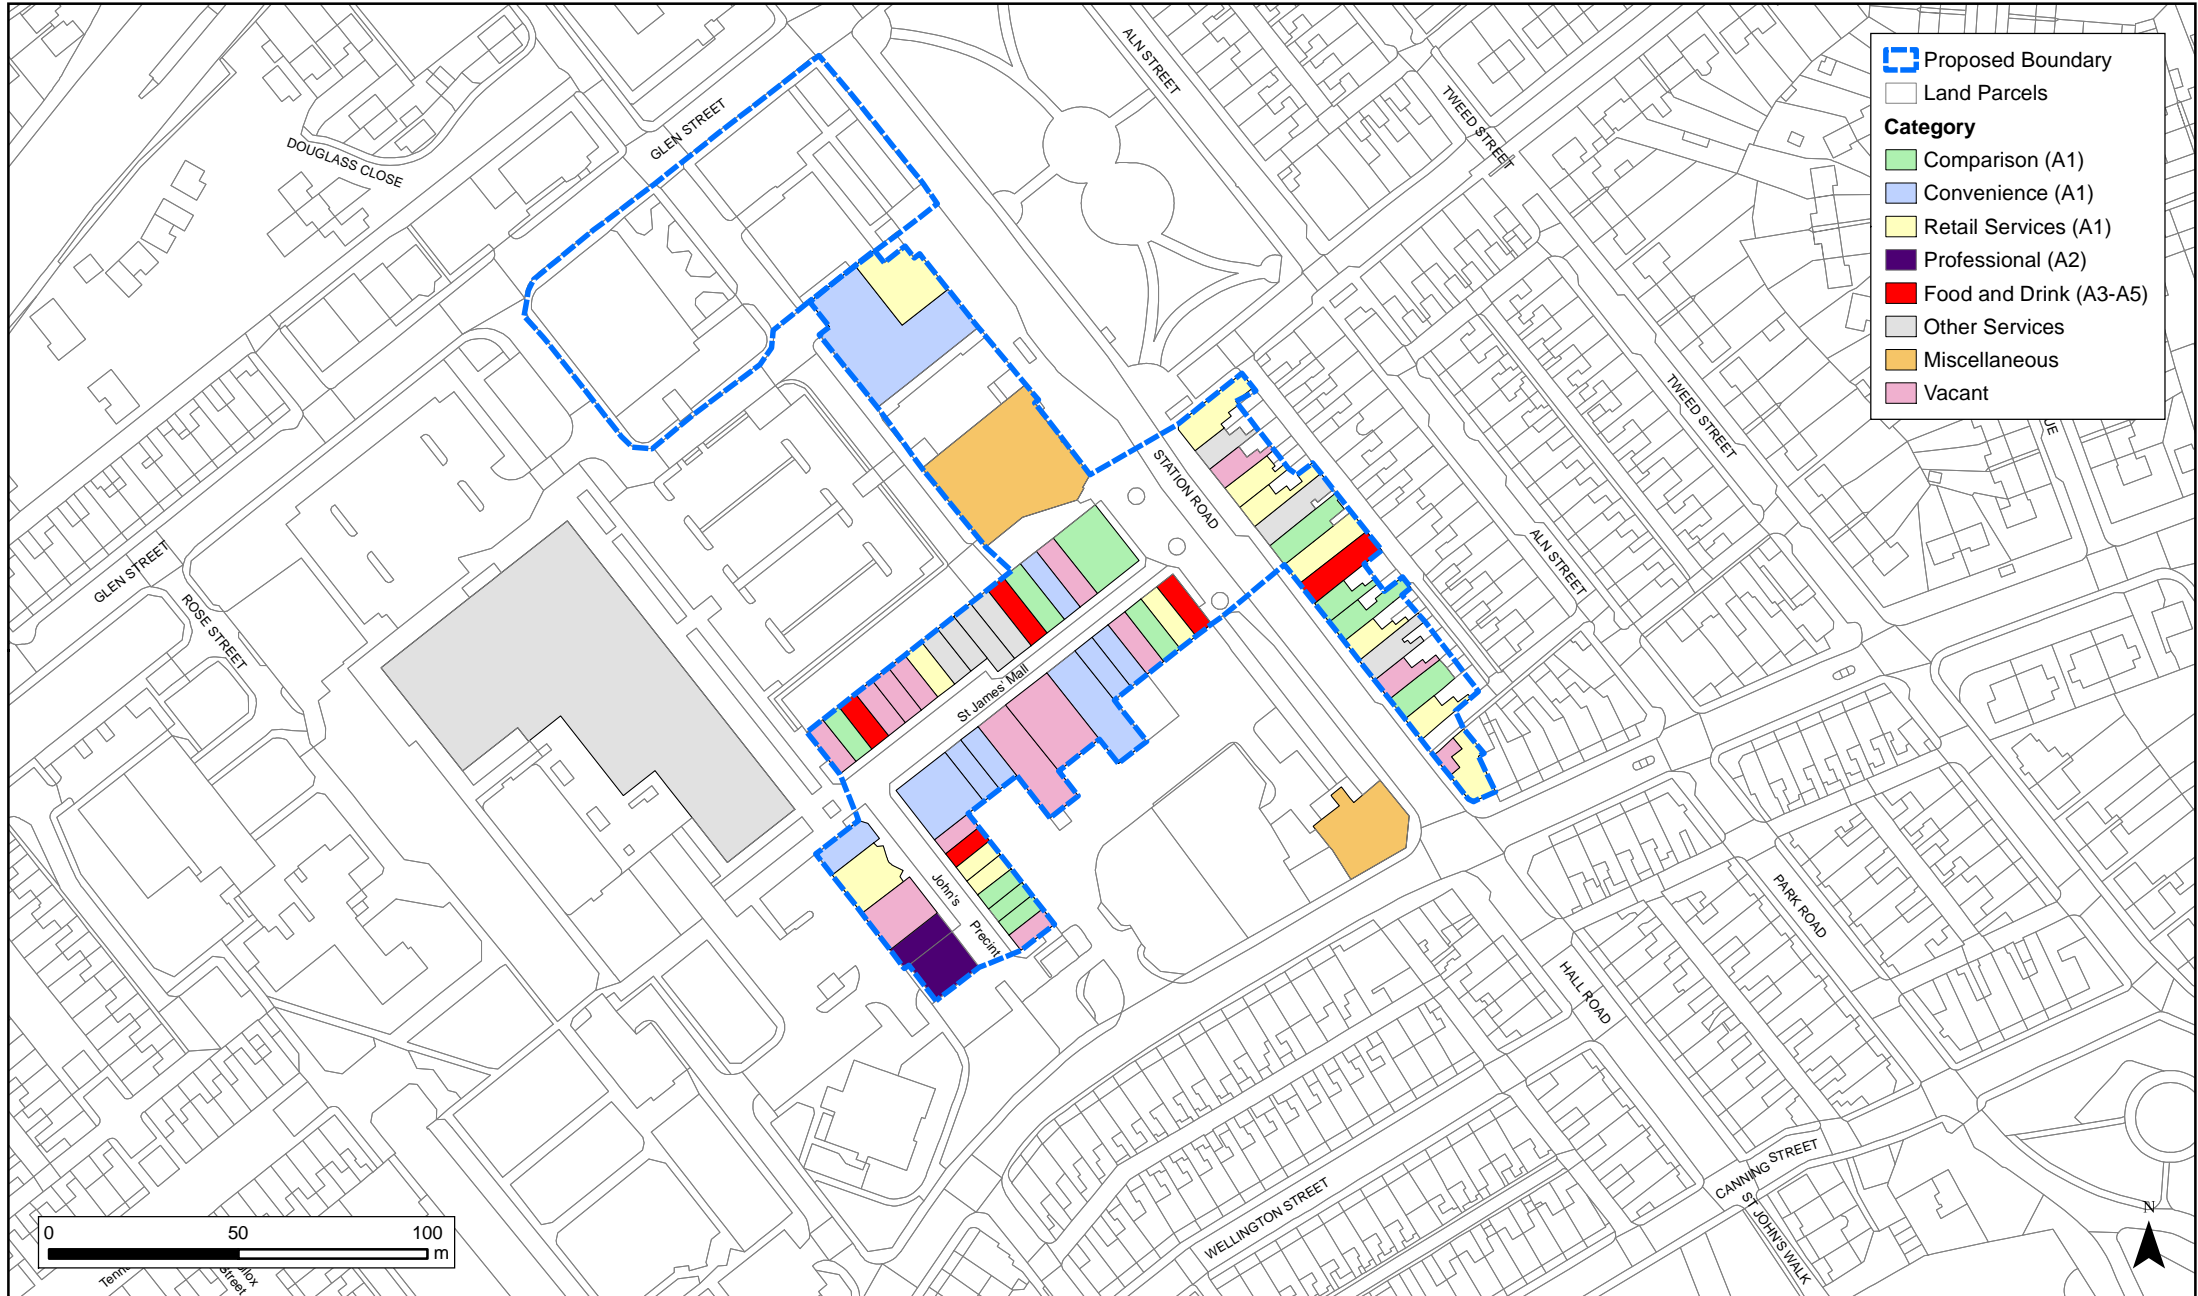 ALN STREET
TWEED STREET
GLEN STREET
DOUGLASS CLOSE
Proposed Boundary
Land Parcels
Category
Comparison (A1)
Convenience (A1)
Retail Services (A1)
Professional (A2)
Food and Drink (A3-A5)
Other Services
Miscellaneous
Vacant
TWEED STREET
STATION ROAD
ALN STREET
GLEN STREET
ROSE STREET
St James' Mall
John's
Precint
PARK ROAD
HALL ROAD
CANNING STREET
ST JOHN'S WALK
WELLINGTON STREET
N
0 50 100
m
Street